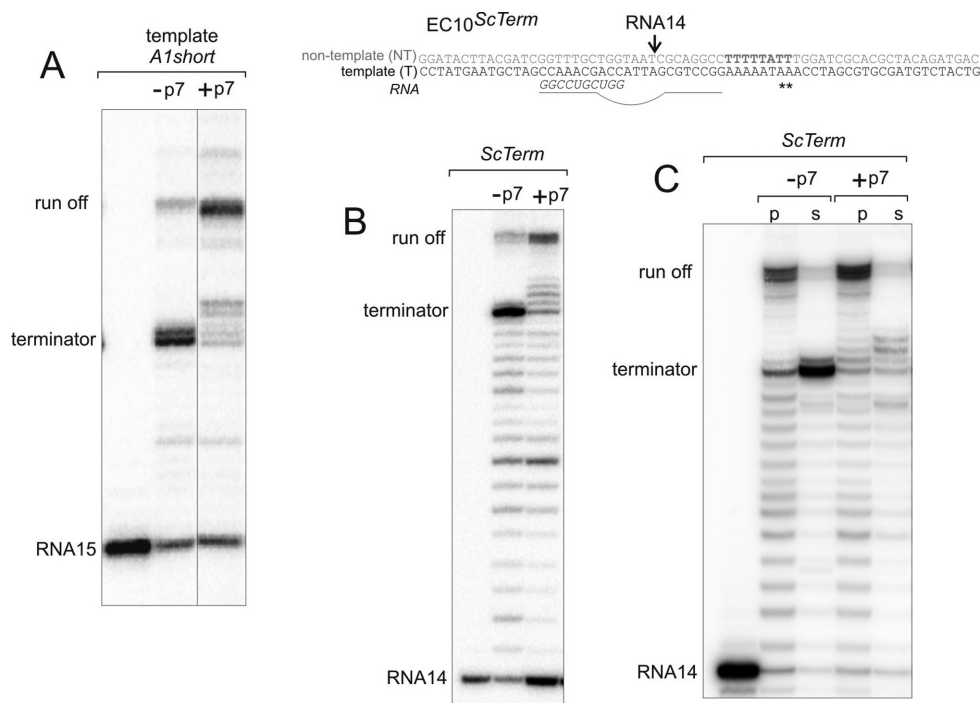 A
template
A1short
-p7 +p7
run off
terminator
RNA15
EC10ScTerm
RNA14
non-template (NT) GGATACTTACGATCGGTTTGCTGGTAATCGCAGGCCTTTTTATTTGGATCGCACGCTACAGATGAC
template (T) CCTATGAATGCTAGCCAAACGACCATTAGCGTCCGGAAAAATAAACCTAGCGTGCGATGTCTACTG
RNA GGCCUGCUGG **
B
ScTerm
-p7 +p7
run off
terminator
RNA14
C
ScTerm
-p7 +p7
p s p s
run off
terminator
RNA14